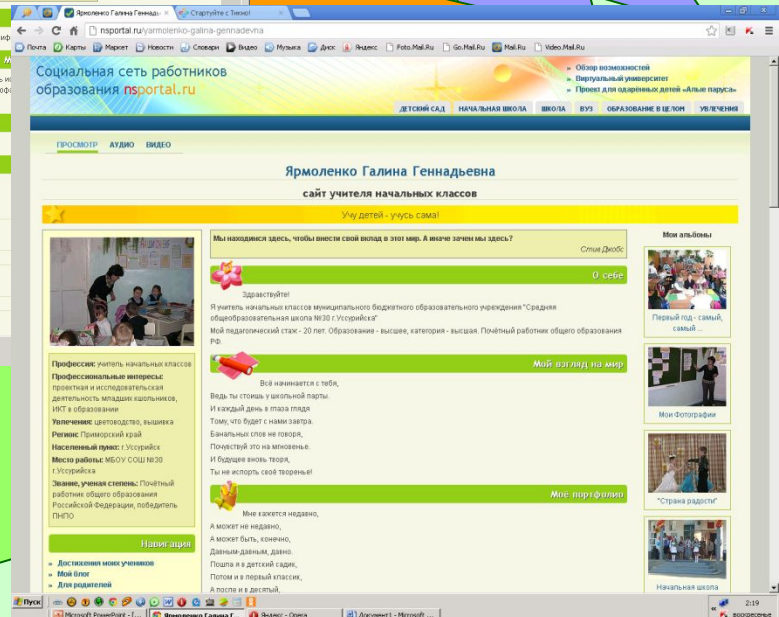 Ярмоленко Галина Геннадь
Стартуйте с Тихно!
nsportal.ru/yarmolenko-galina-gennadevna
Почта Карты Маркет Новости Словари Видео Музыка Диск Яндекс Foto.Mail.Ru Go.Mail.Ru Mail.Ru Video.Mail.Ru
Социальная сеть работников
образования nsportal.ru
» Обзор возможностей
» Виртуальный университет
» Проект для одарённых детей «Алые паруса»
ДЕТСКИЙ САД НАЧАЛЬНАЯ ШКОЛА ШКОЛА ВУЗ ОБРАЗОВАНИЕ В ЦЕЛОМ УВЛЕЧЕНИЯ
ПРОСМОТР АУДИО ВИДЕО
Ярмоленко Галина Геннадьевна
сайт учителя начальных классов
Учу детей - учусь сама!
Профессия: учитель начальных классов
Профессиональные интересы:
проектная и исследовательская
деятельность младших школьников,
ИКТ в образовании
Увлечения: цветоводство, вышивка
Регион: Приморский край
Населенный пункт: г.Уссурийск
Место работы: МБОУ СОШ №30
г.Уссурийска
Звание, ученая степень: Почётный
работник общего образования
Российской Федерации, победитель
ПНПО
Навигация
» Достижения моих учеников
» Мой блог
» Для родителей
Мы находимся здесь, чтобы внести свой вклад в этот мир. А иначе зачем мы здесь?
Стив Джобс
О себе
Здравствуйте!
Я учитель начальных классов муниципального бюджетного образовательного учреждения "Средняя
общеобразовательная школа №30 г.Уссурийска"
Мой педагогический стаж - 20 лет. Образование - высшее, категория - высшая. Почётный работник общего образования
РФ.
Мой взгляд на мир
Всё начинается с тебя,
Ведь ты стоишь у школьной парты.
И каждый день в глаза глядя
Тому, что будет с нами завтра.
Банальных слов не говоря,
Почувствуй это на мгновенье.
И будущее вновь творя,
Ты не испорть своё творенье!
Моё портфолио
Мне кажется недавно,
А может не недавно,
А может быть, конечно,
Давным-давным, давно.
Пошла я в детский садик,
Потом и в первый классик,
А после и в десятый,
Мои альбомы
Первый год - самый,
самый ...
Мои Фотографии
"Страна радости"
Начальная школа
Пуск
Microsoft PowerPoint - [...
Ярмоленко Галина Г...
Яндекс - Opera
Документ1 - Microsoft ...
2:19
воскресенье